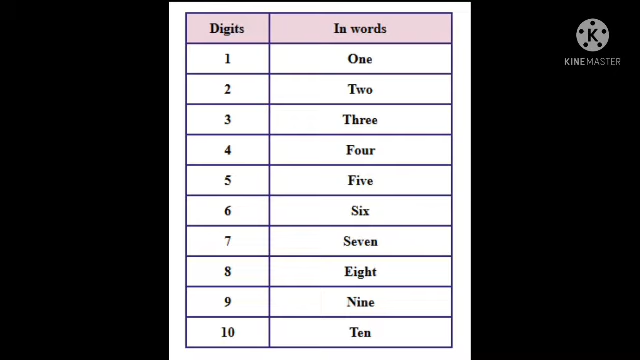 Digits In words
1 One
2 Two
3 Three
4 Four
5 Five
6 Six
7 Seven
8 Eight
9 Nine
10 Ten
K
KINEMASTER